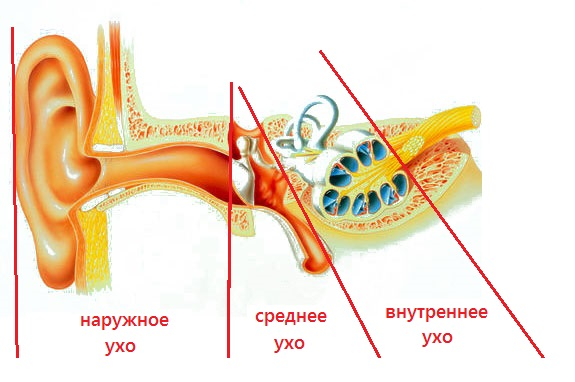 наружное
ухо
среднее
ухо
внутреннее
ухо